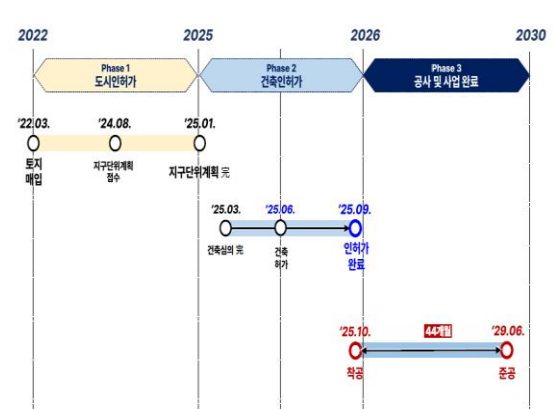 2022 2025 2026 2030
Phase 1 Phase 2 Phase 3
도시인허가 건축인허가 공사 및 사업 완료
'22.03. '24.08. '25.01.
토지 지구단위계획 지구단위계획 完
매입 접수
'25.03. '25.06. '25.09.
건축심의 完 건축 인허가
허가 완료
'25.10. 44개월 '29.06.
착공 준공